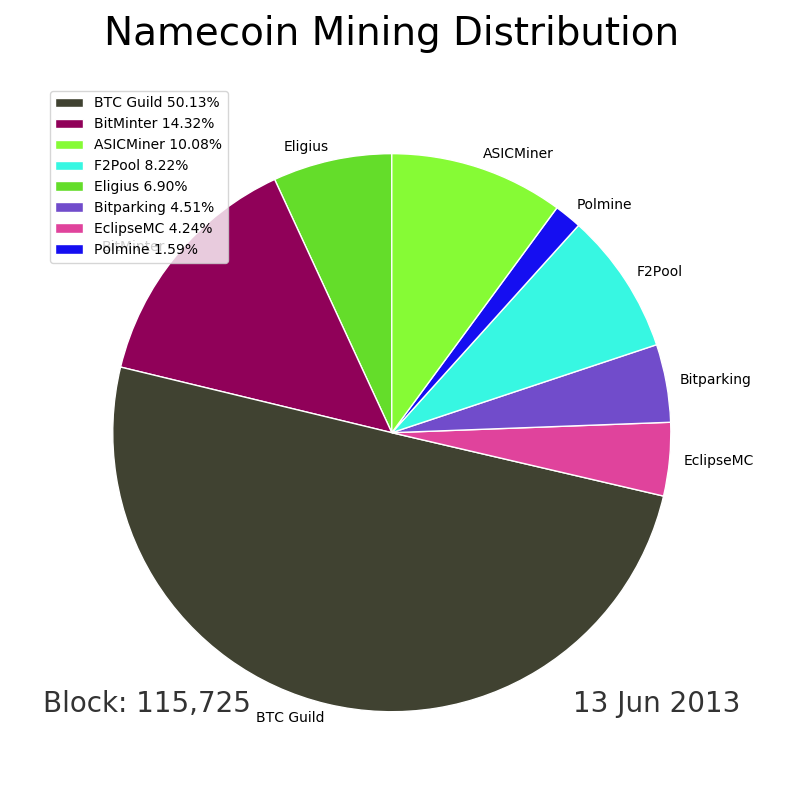 Namecoin Mining Distribution
BTC Guild 50.13%
BitMinter 14.32%
ASICMiner 10.08%
F2Pool 8.22%
Eligius 6.90%
Bitparking 4.51%
EclipseMC 4.24%
Polmine 1.59%
Eligius
ASICMiner
Polmine
BitMinter
F2Pool
Bitparking
EclipseMC
Block: 115,725
13 Jun 2013
BTC Guild